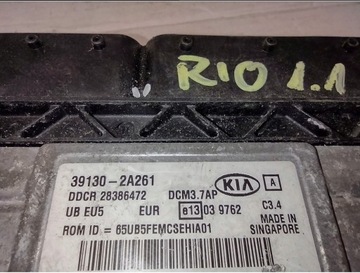 RIO 1.1
39130-2A261
DDCR 28386472 DCM3.7AP KIA A
UB EU5 EUR e13 03 9762 C3.4
ROM ID = 65UB5FEMCSEHIA01 MADE IN
SINGAPORE